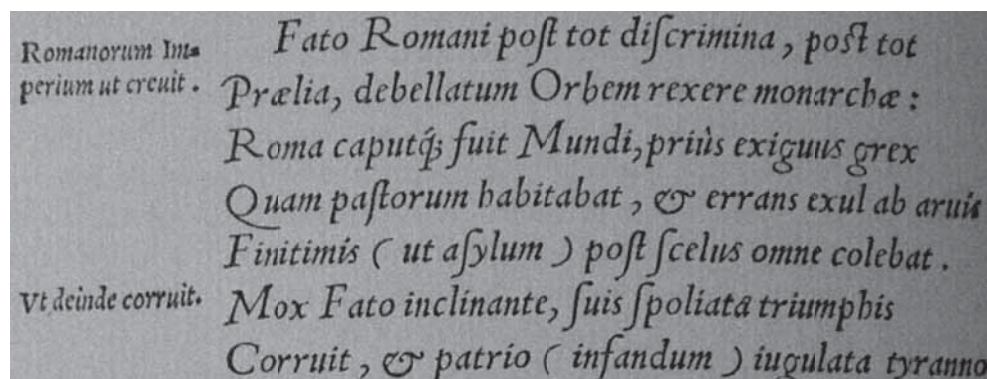 Romanorum Im-
perium ut creuit.
Fato Romani poſt tot diſcrimina, poſt tot
Prælia, debellatum Orbem rexere monarchæ:
Roma caputq́ꝫ fuit Mundi, priùs exiguus grex
Quam paſtorum habitabat, & errans exul ab aruis
Finitimis ( ut aſylum ) poſt ſcelus omne colebat.
Vt deinde corruit.
Mox Fato inclinante, ſuis ſpoliata triumphis
Corruit, & patrio ( infandum ) iugulata tyranno